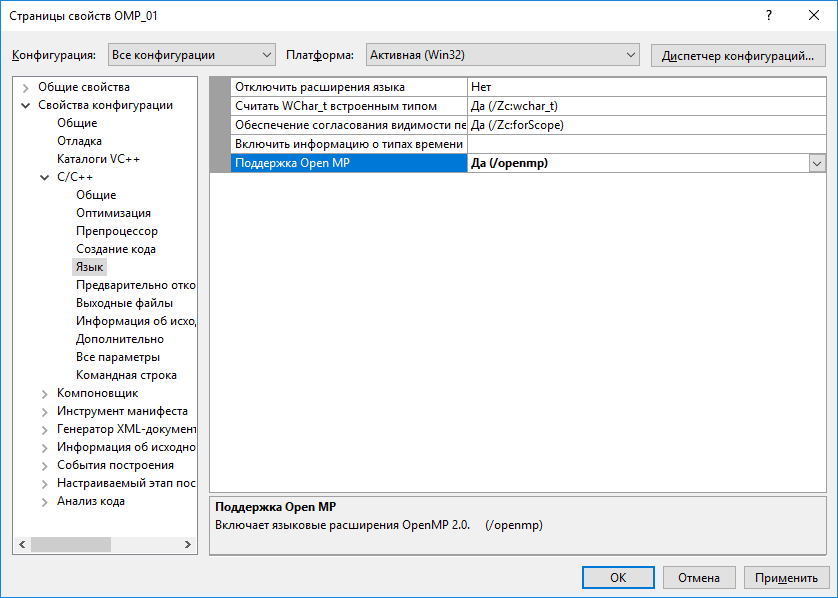 Страницы свойств OMP_01
?
Конфигурация: Все конфигурации Платформа: Активная (Win32) Диспетчер конфигураций...
Общие свойства
Свойства конфигурации
Общие
Отладка
Каталоги VC++
C/C++
Общие
Оптимизация
Препроцессор
Создание кода
Язык
Предварительно отко
Выходные файлы
Информация об исход
Дополнительно
Все параметры
Командная строка
Компоновщик
Инструмент манифеста
Генератор XML-документ
Информация об исходно
События построения
Настраиваемый этап пос
Анализ кода
Отключить расширения языка Нет
Считать WChar_t встроенным типом Да (/Zc:wchar_t)
Обеспечение согласования видимости пе Да (/Zc:forScope)
Включить информацию о типах времени
Поддержка Open MP Да (/openmp)
Поддержка Open MP
Включает языковые расширения OpenMP 2.0. (/openmp)
OK Отмена Применить